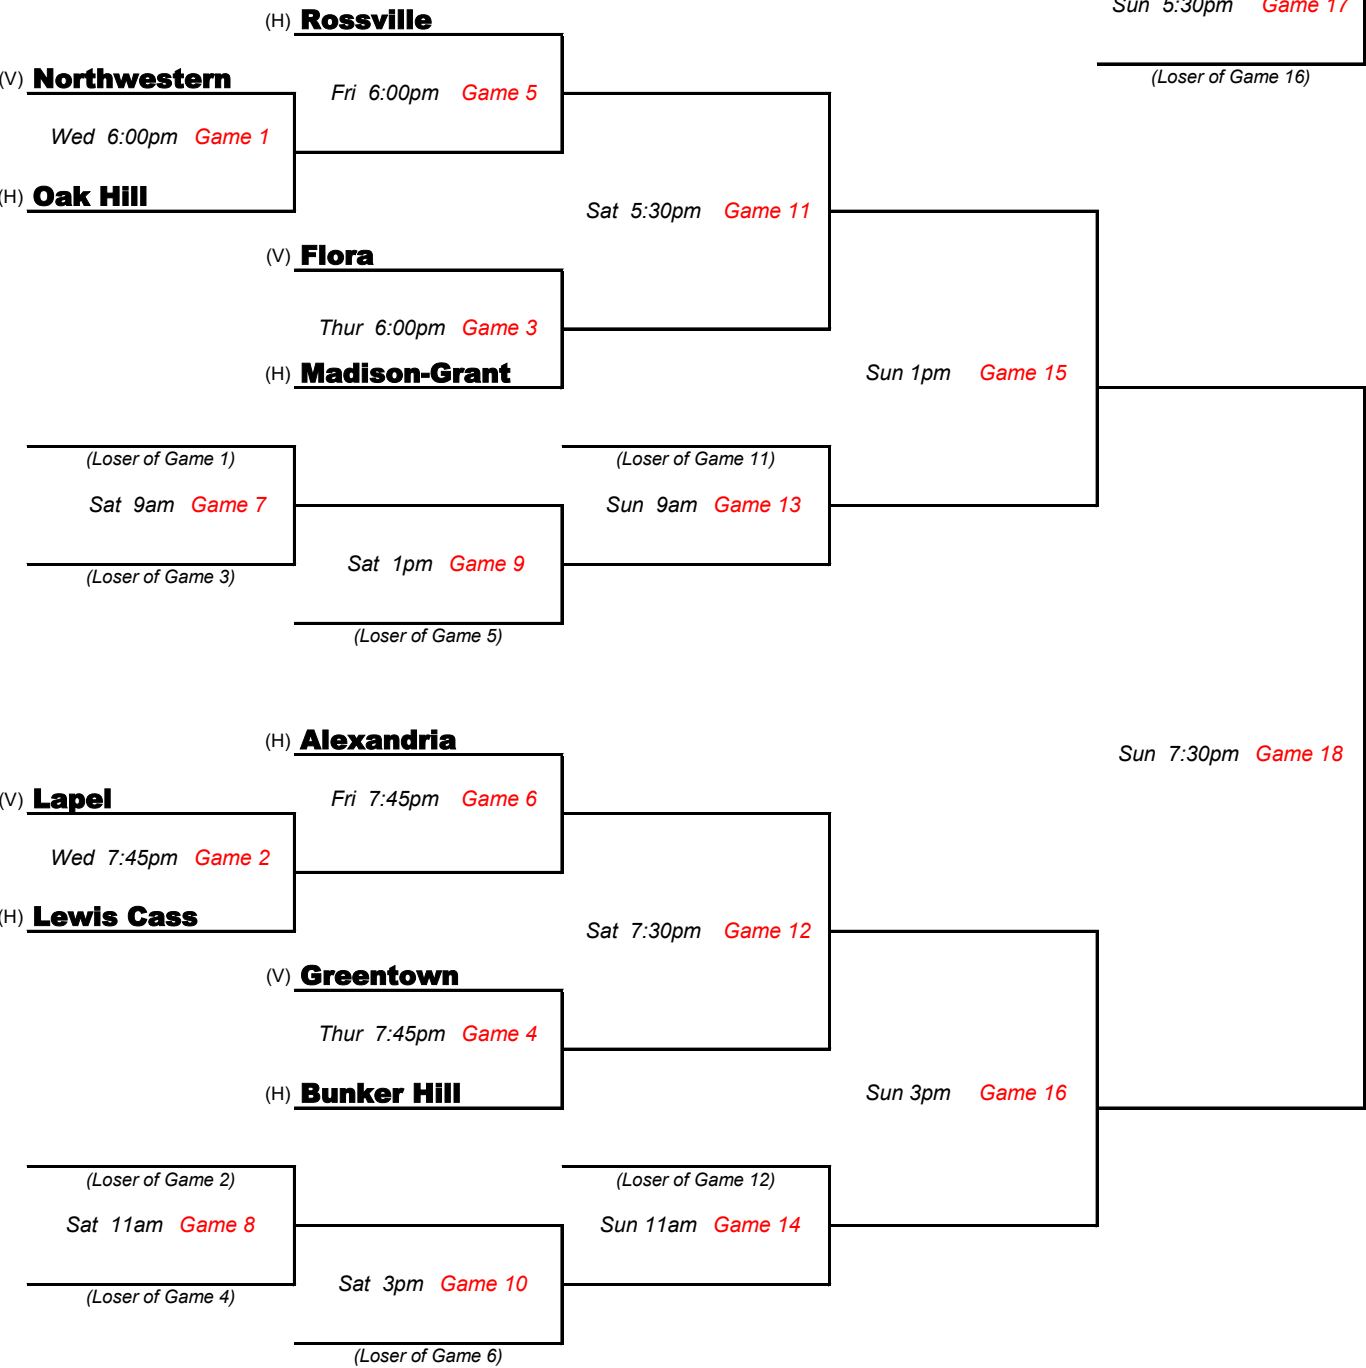 Sun 5:30pm Game 17
(Loser of Game 16)
(H) Rossville
(V) Northwestern
Fri 6:00pm Game 5
Wed 6:00pm Game 1
(H) Oak Hill
Sat 5:30pm Game 11
(V) Flora
Thur 6:00pm Game 3
(H) Madison-Grant
Sun 1pm Game 15
(Loser of Game 1)
(Loser of Game 11)
Sat 9am Game 7
Sun 9am Game 13
(Loser of Game 3)
Sat 1pm Game 9
(Loser of Game 5)
(H) Alexandria
Sun 7:30pm Game 18
(V) Lapel
Fri 7:45pm Game 6
Wed 7:45pm Game 2
(H) Lewis Cass
Sat 7:30pm Game 12
(V) Greentown
Thur 7:45pm Game 4
(H) Bunker Hill
Sun 3pm Game 16
(Loser of Game 2)
(Loser of Game 12)
Sat 11am Game 8
Sun 11am Game 14
(Loser of Game 4)
Sat 3pm Game 10
(Loser of Game 6)